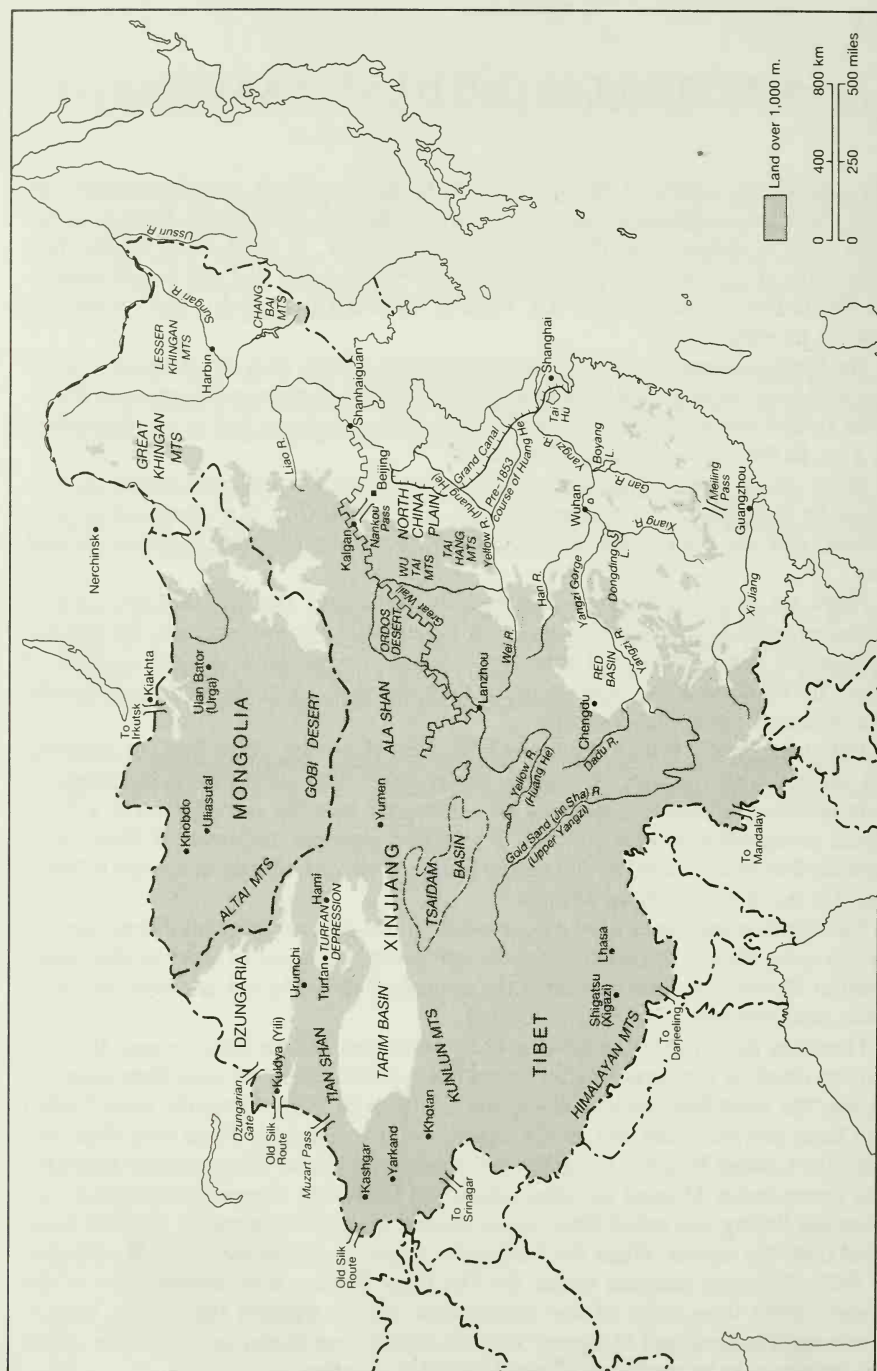 Ussuri R.
Sungari R.
LESSER
KHINGAN
MTS
CHANG
BAI
MTS
Harbin
GREAT
KHINGAN
MTS
Liao R.
Shanhaiguan
Nerchinsk
Kalgan
Nankou
Pass
Beijing
Kiakhta
To
Irkutsk
Ulan Bator
(Urga)
MONGOLIA
Khobdo
Uliasutal
GOBI DESERT
ALTAI MTS
DZUNGARIA
Dzungarian
Gate
Kuldya (Yili)
Old Silk
Route
Urumchi
Hami
Turfan
TURFAN
DEPRESSION
TIAN SHAN
Muzart Pass
TARIM BASIN
Kashgar
Yarkand
Old Silk
Route
Khotan
KUNLUN MTS
XINJIANG
Yumen
ALA SHAN
ORDOS
DESERT
Great Wall
WU
TAI
MTS
NORTH
CHINA
PLAIN
TAI
HANG
MTS
Yellow R.
(Huang He)
Grand Canal
Pre-1853
course of Huang He
Shanghai
Tai
Hu
Lanzhou
Wei R.
Han R.
Wuhan
Yangzi R.
Boyang
L.
Gan R.
Meiling
Pass
Guangzhou
Xi Jiang
Xiang R.
Dongding
L.
Yangzi Gorge
RED
BASIN
Yangzi R.
Chengdu
Dadu R.
Yellow R.
(Huang He)
Gold Sand (Jin Sha) R.
(Upper Yangzi)
TSAIDAM
BASIN
TIBET
Shigatsu
(Xigazi)
Lhasa
HIMALAYAN MTS
To
Srinagar
To
Darjeeling
To
Mandalay
Land over 1,000 m.
0 400 800 km
0 250 500 miles